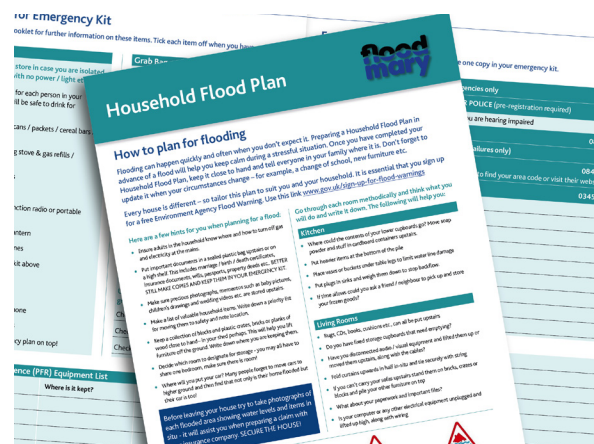 for Emergency Kit
ooklet for further information on these items. Tick each item off when you have
store in case you are isolated
with no power / light etc
for each person in your
ill be safe to drink for
cans / packets / cereal bars
g stove & gas refills /
ction radio or portable
ntern
it above
one
y plan on top!
ence (PFR) Equipment List
Where is it kept?
Grab Bag
flood
mary
Household Flood Plan
How to plan for flooding
Flooding can happen quickly and often when you don't expect it. Preparing a Household Flood Plan in
advance of a flood will help you keep calm during a stressful situation. Once you have completed your
Household Flood Plan, keep it close to hand and tell everyone in your family where it is. Don't forget to
update it when your circumstances change – for example, a change of school, new furniture etc.
Every house is different – so tailor this plan to suit you and your household. It is essential that you sign up
for a free Environment Agency Flood Warning. Use this link www.gov.uk/sign-up-for-flood-warnings
Here are a few hints for you when planning for a flood.
Ensure adults in the household know where and how to turn off gas
and electricity at the mains.
Put important documents in a sealed plastic bag upstairs or on
a high shelf. This includes marriage / birth / death certificates,
insurance documents, wills, passports, property deeds etc. BETTER
STILL MAKE COPIES AND KEEP THEM IN YOUR EMERGENCY KIT.
Make sure precious photographs, mementos such as baby pictures,
children's drawings and wedding videos etc. are stored upstairs.
Make a list of valuable household items. Write down a priority list
for moving them to safety and note location.
Keep a collection of blocks and plastic crates, bricks or planks of
wood close to hand – in your shed perhaps. This will help you lift
furniture off the ground. Write down where you are keeping them.
Decide which room to designate for storage – you may all have to
share one bedroom, make sure there is room!
Where will you put your car? Many people forget to move cars to
higher ground and then find that not only is their home flooded but
their car is too!
Before leaving your house try to take photographs of
each flooded area showing water levels and items in
situ - it will assist you when preparing a claim with
insurance company. SECURE THE HOUSE!
Go through each room methodically and think what you
will do and write it down. The following will help you:
Kitchen
Where could the contents of your lower cupboards go? Move soap
powder and stuff in cardboard containers upstairs.
Put heavier items at the bottom of the pile
Place vases or buckets under table legs to limit water line damage
Put plugs in sinks and weigh them down to stop backflow.
If time allows could you ask a friend / neighbour to pick up and store
your frozen goods?
Living Rooms
Rugs, CDs, books, cushions etc., can all be put upstairs
Do you have fixed storage cupboards that need emptying?
Have you disconnected audio / visual equipment and lifted them up or
moved them upstairs, along with the tables?
Fold curtains upwards in half in-situ and tie securely with string
If you can't carry your sofas upstairs stand them on bricks, crates or
blocks and pile your other furniture on top
What about your paperwork and important files?
Is your computer or any other electrical equipment unplugged and
lifted up high, along with wiring
e one copy in your emergency kit.
encies only
POLICE (pre-registration required)
ou are hearing impaired
ailures only)
084
to find your area code or visit their webs
0345